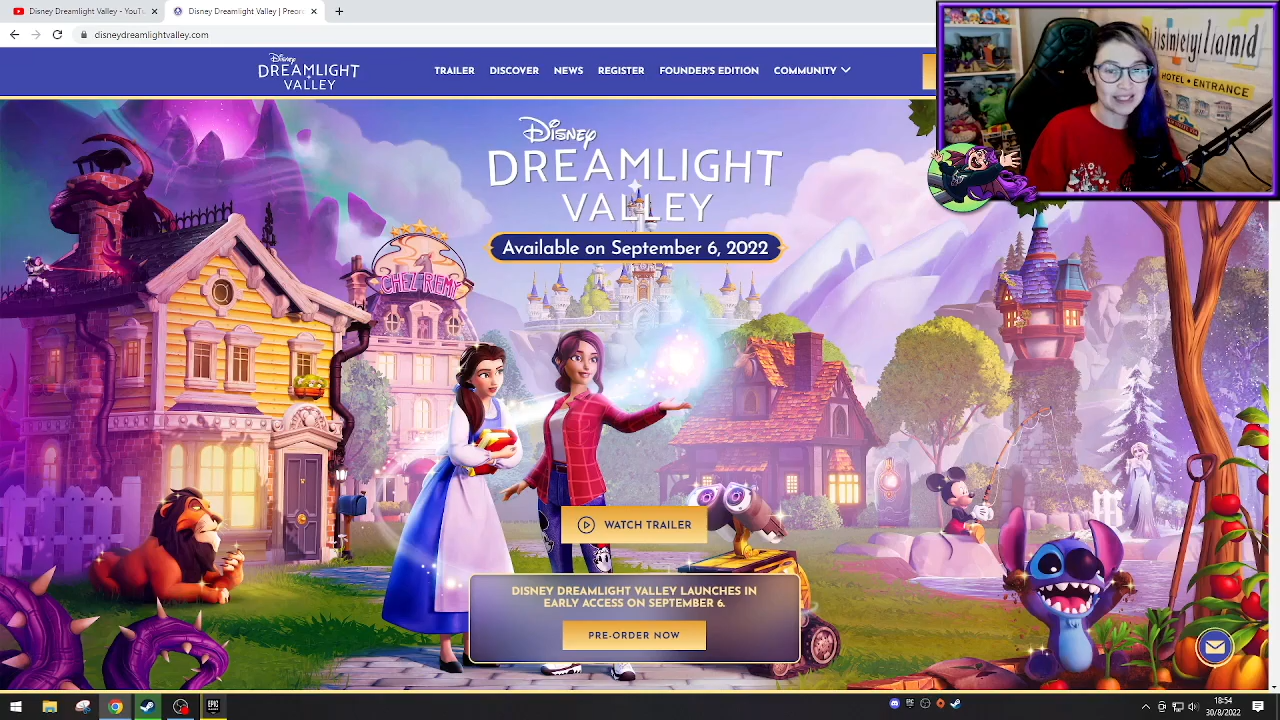 Disney Dreamlight Valley - YouTu
Disney Dreamlight Valley | Preor
disneydreamlightvalley.com
Disney
DREAMLIGHT
VALLEY
TRAILER
DISCOVER
NEWS
REGISTER
FOUNDER'S EDITION
COMMUNITY
Disneyland
HOTEL • ENTRANCE
Disney
DREAMLIGHT
VALLEY
Available on September 6, 2022
CHEZ REMY
WATCH TRAILER
DISNEY DREAMLIGHT VALLEY LAUNCHES IN
EARLY ACCESS ON SEPTEMBER 6.
PRE-ORDER NOW
EPIC
18:54
30/8/2022